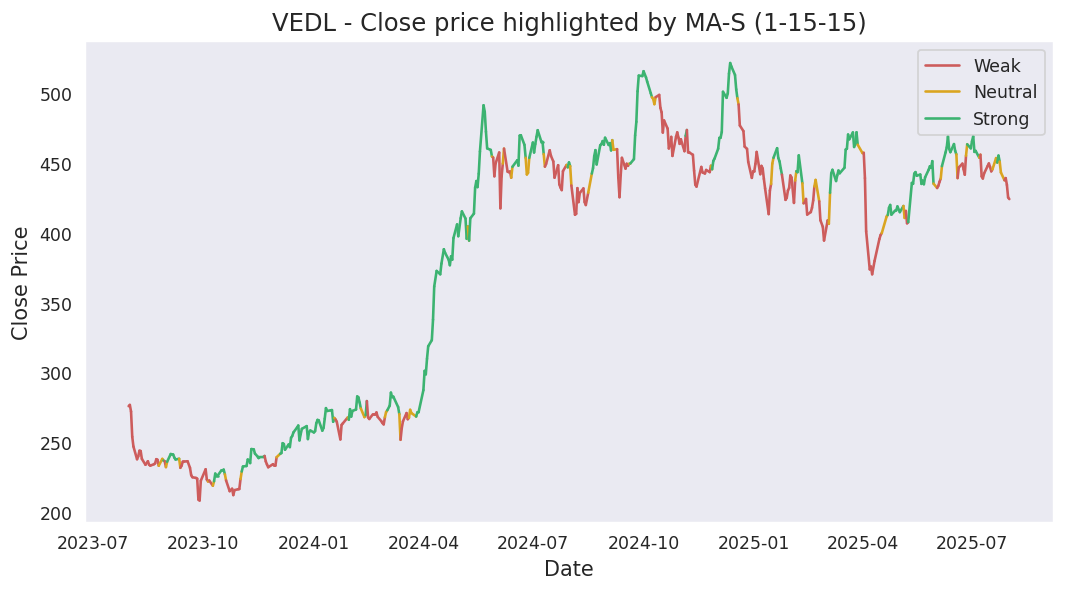 VEDL - Close price highlighted by MA-S (1-15-15)
Weak
Neutral
Strong
Close Price
500
450
400
350
300
250
200
2023-07 2023-10 2024-01 2024-04 2024-07 2024-10 2025-01 2025-04 2025-07
Date